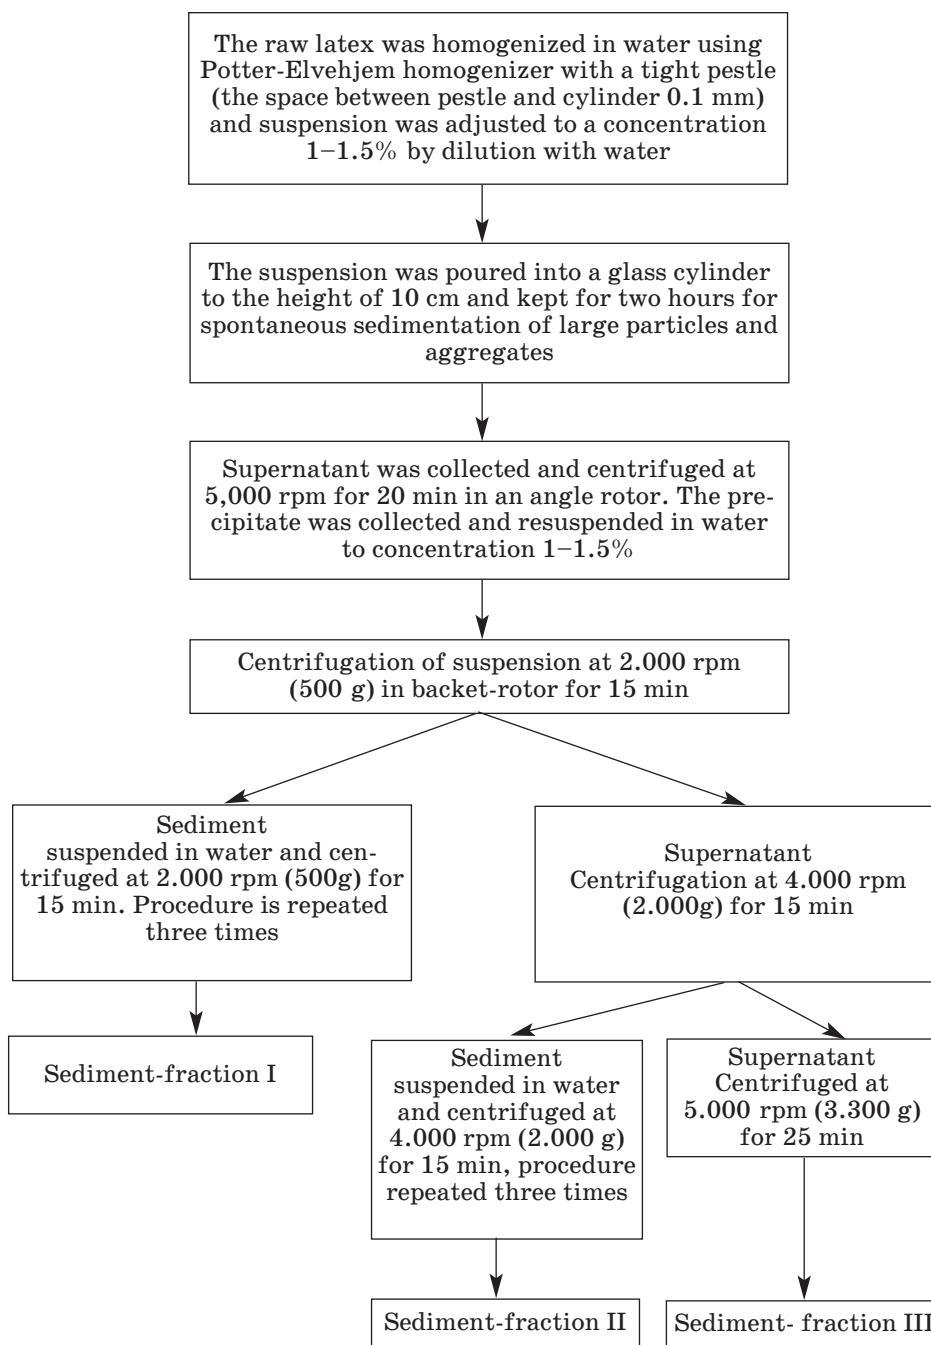 The raw latex was homogenized in water using
Potter-Elvehjem homogenizer with a tight pestle
(the space between pestle and cylinder 0.1 mm)
and suspension was adjusted to a concentration
1–1.5% by dilution with water
The suspension was poured into a glass cylinder
to the height of 10 cm and kept for two hours for
spontaneous sedimentation of large particles and
aggregates
Supernatant was collected and centrifuged at
5,000 rpm for 20 min in an angle rotor. The pre-
cipitate was collected and resuspended in water
to concentration 1–1.5%
Centrifugation of suspension at 2.000 rpm
(500 g) in backet-rotor for 15 min
Sediment
suspended in water and cen-
trifuged at 2.000 rpm (500g) for
15 min. Procedure is repeated
three times
Supernatant
Centrifugation at 4.000 rpm
(2.000g) for 15 min
Sediment-fraction I
Sediment
suspended in water
and centrifuged at
4.000 rpm (2.000 g)
for 15 min, procedure
repeated three times
Supernatant
Centrifuged at
5.000 rpm (3.300 g)
for 25 min
Sediment-fraction II
Sediment- fraction III